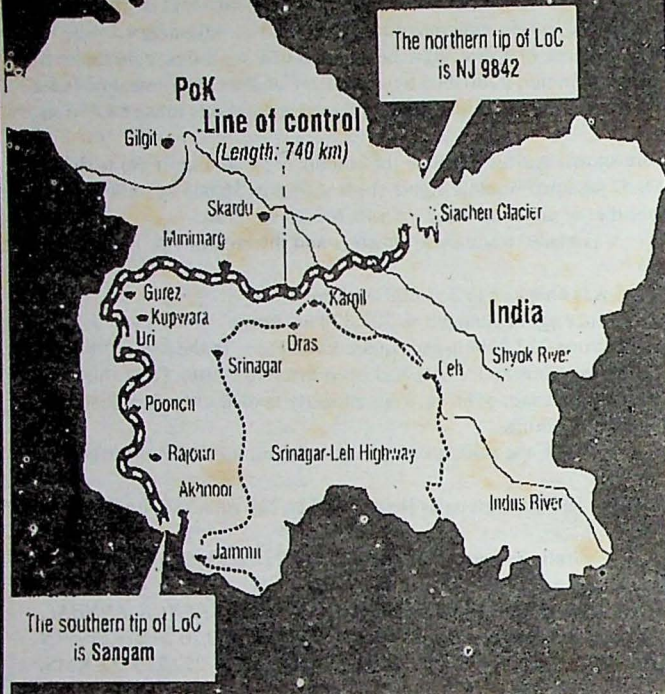 The northern tip of LoC
is NJ 9842
PoK
Line of control
(Length: 740 km)
Gilgit
Skardu
Siachen Glacier
Minimarg
Gurez
Kargil
India
Kupwara
Uri
Dras
Shyok River
Srinagar
Leh
Poonch
Rajouri
Srinagar-Leh Highway
Akhnoor
Indus River
Jammu
The southern tip of LoC
is Sangam